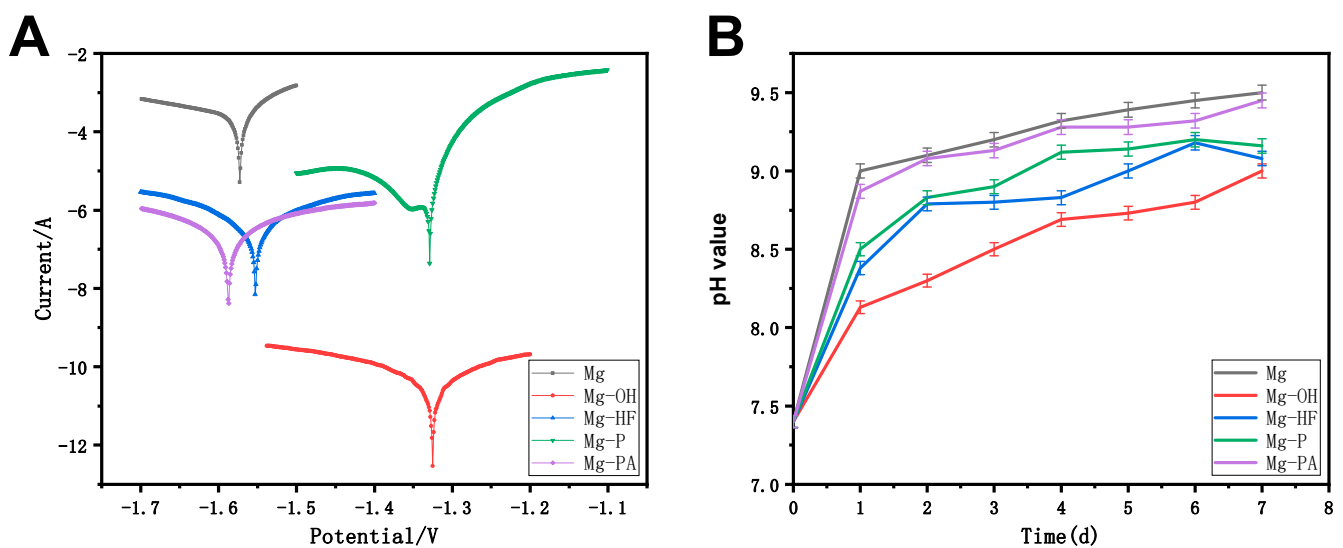 A
Current/A
-2
-4
-6
-8
-10
-12
-1.7 -1.6 -1.5 -1.4 -1.3 -1.2 -1.1
Potential/V
Mg
Mg-OH
Mg-HF
Mg-P
Mg-PA
B
pH value
9.5
9.0
8.5
8.0
7.5
7.0
0 1 2 3 4 5 6 7 8
Time(d)
Mg
Mg-OH
Mg-HF
Mg-P
Mg-PA